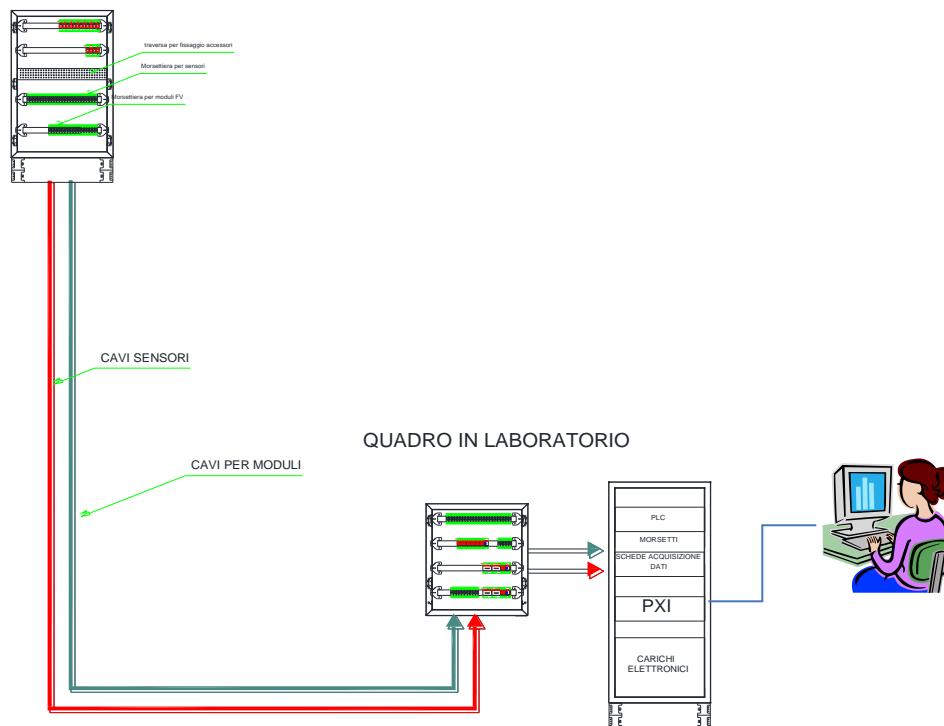 traversa per fissaggio accessori
Morsettiera per sensori
Morsettiera per moduli FV
CAVI SENSORI
QUADRO IN LABORATORIO
CAVI PER MODULI
PLC
MORSETTI
SCHEDE ACQUISIZIONE
DATI
PXI
CARICHI
ELETTRONICI